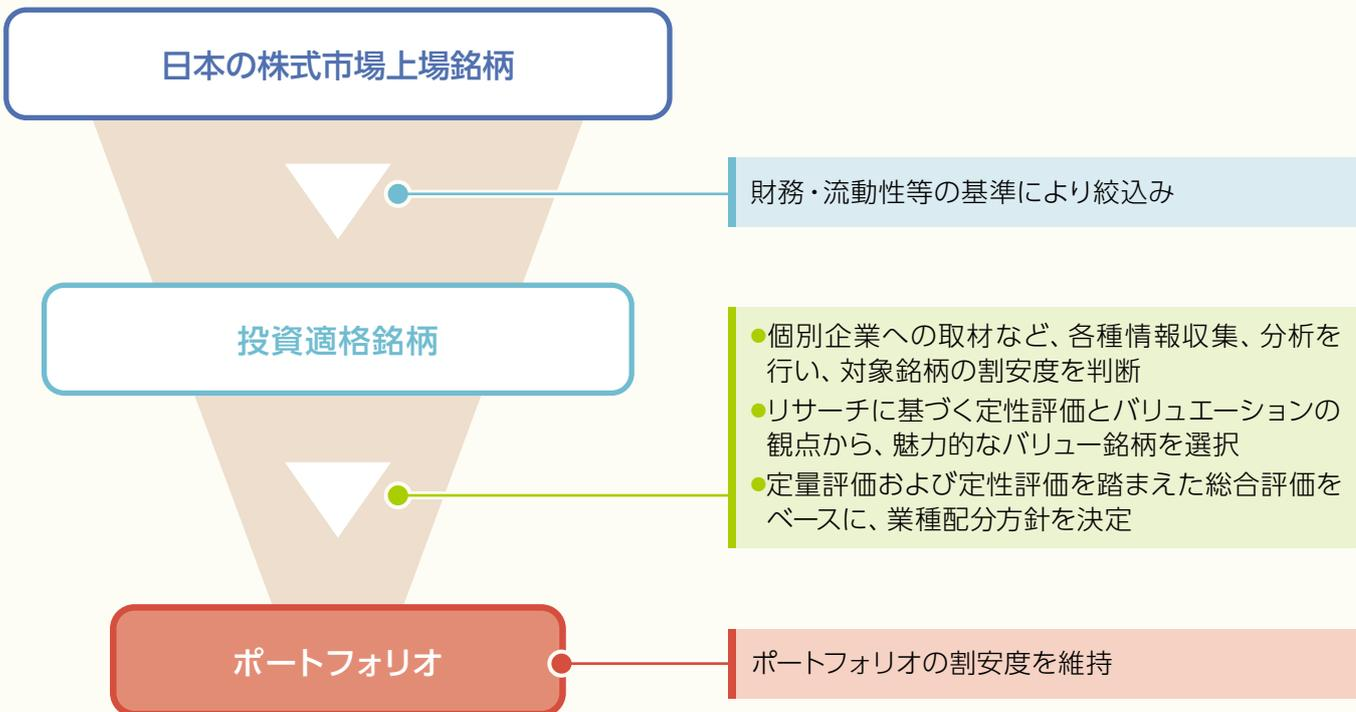 日本の株式市場上場銘柄
財務・流動性等の基準により絞込み
投資適格銘柄
●個別企業への取材など、各種情報収集、分析を
行い、対象銘柄の割安度を判断
●リサーチに基づく定性評価とバリュエーションの
観点から、魅力的なバリュー銘柄を選択
●定量評価および定性評価を踏まえた総合評価を
ベースに、業種配分方針を決定
ポートフォリオ
ポートフォリオの割安度を維持